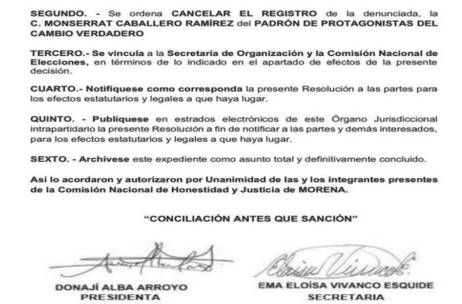 SEGUNDO. - Se ordena CANCELAR EL REGISTRO de la denunciada, la
C. MONSERRAT CABALLERO RAMÍREZ del PADRÓN DE PROTAGONISTAS DEL
CAMBIO VERDADERO
TERCERO.- Se vincula a la Secretaría de Organización y la Comisión Nacional de
Elecciones, en términos de lo indicado en el apartado de efectos de la presente
decisión.
CUARTO.- Notifíquese como corresponda la presente Resolución a las partes para
los efectos estatutarios y legales a que haya lugar.
QUINTO. - Publíquese en estrados electrónicos de este Órgano Jurisdiccional
intrapartidario la presente Resolución a fin de notificar a las partes y demás interesados,
para los efectos estatutarios y legales a que haya lugar.
SEXTO. - Archívese este expediente como asunto total y definitivamente concluido.
Así lo acordaron y autorizaron por Unanimidad de las y los integrantes presentes
de la Comisión Nacional de Honestidad y Justicia de MORENA.
“CONCILIACIÓN ANTES QUE SANCIÓN”
DONAJÍ ALBA ARROYO
PRESIDENTA
EMA ELOÍSA VIVANCO ESQUIDE
SECRETARIA